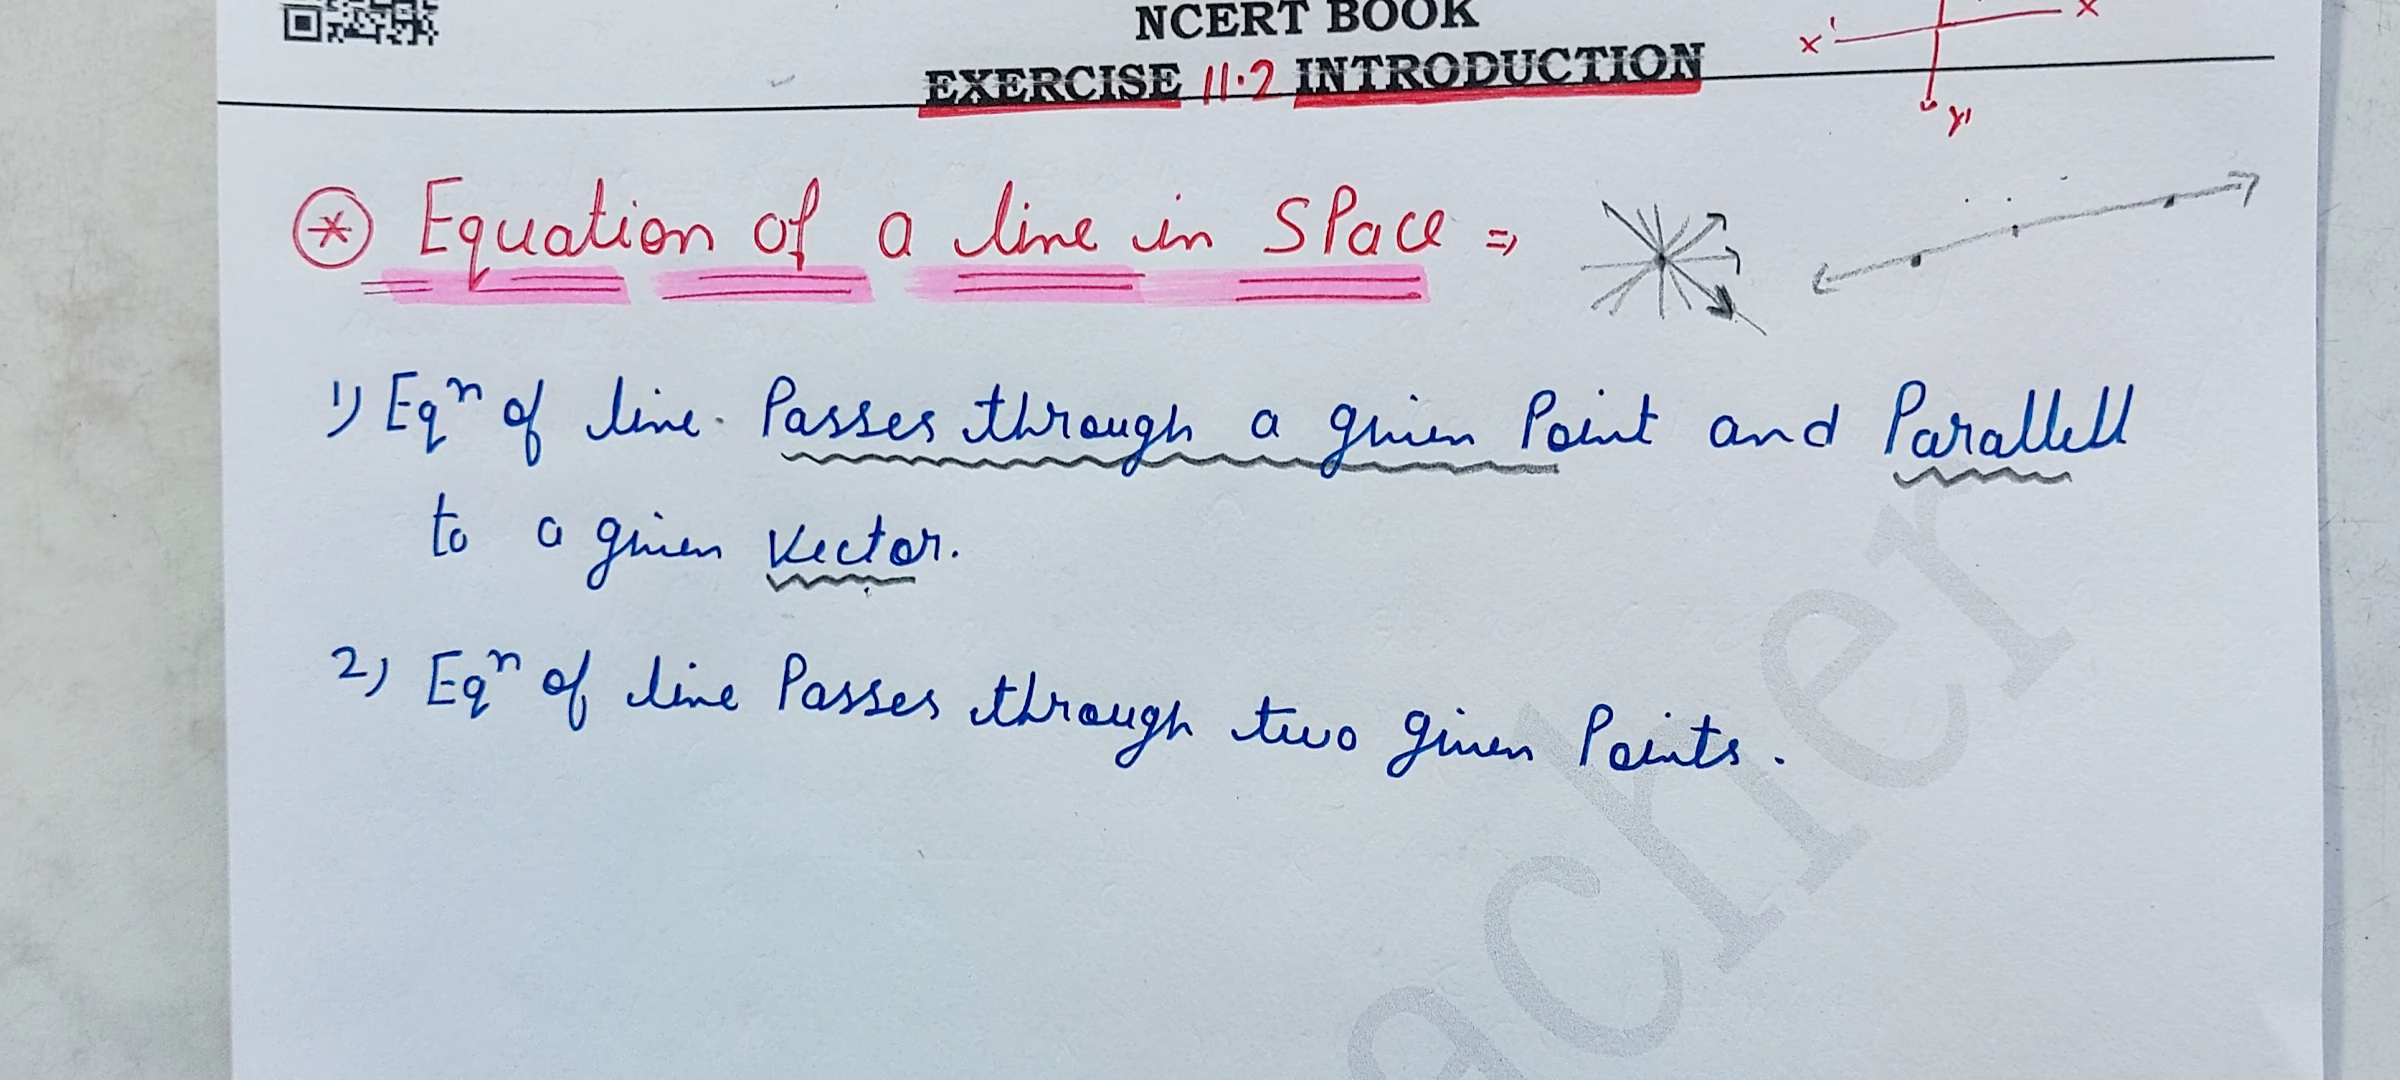 NCERT BOOK
EXERCISE 11.2 INTRODUCTION
x' x
y'
* Equation of a line in SPace ⇒
1) Eqⁿ of line. Passes through a given Point and Parallell
to a given Vector.
2) Eqⁿ of line Passes through two given Points.
acher